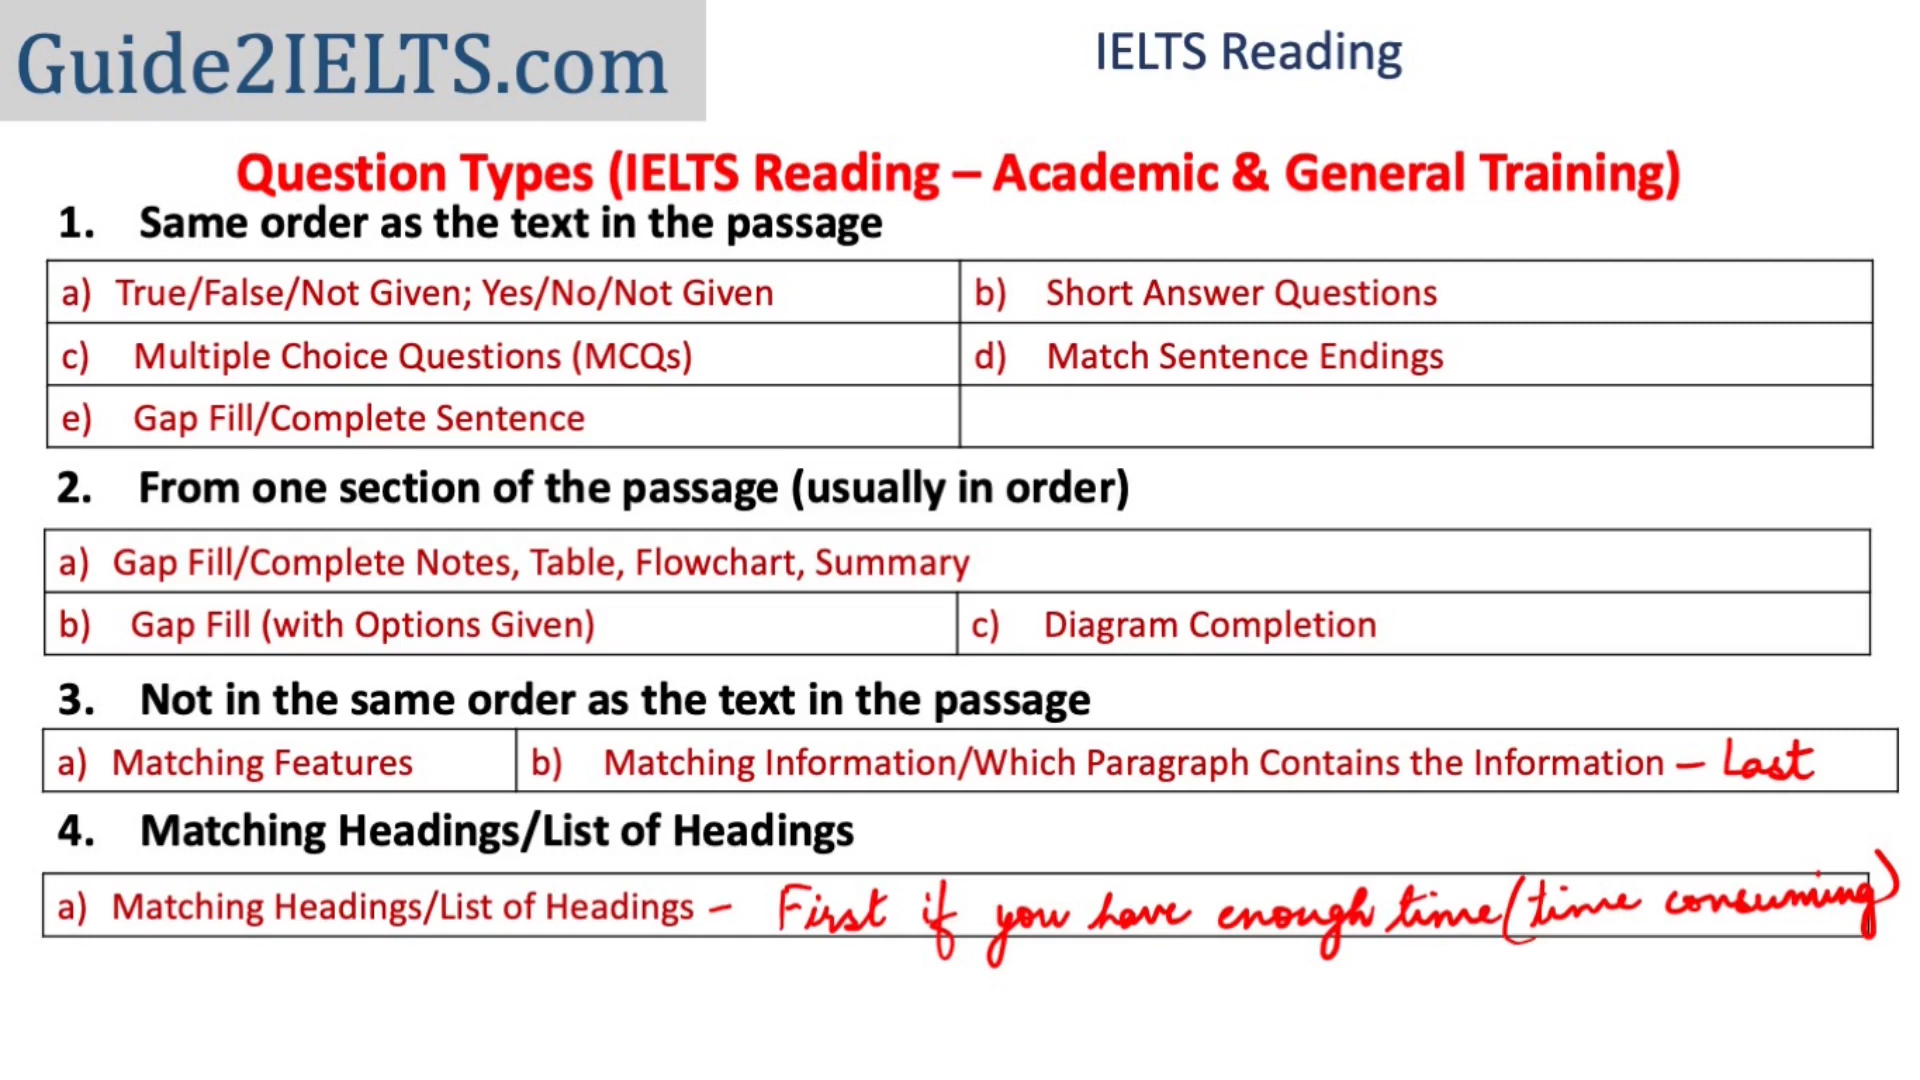 Guide2IELTS.com
IELTS Reading
Question Types (IELTS Reading – Academic & General Training)
1. Same order as the text in the passage
a) True/False/Not Given; Yes/No/Not Given
b) Short Answer Questions
c) Multiple Choice Questions (MCQs)
d) Match Sentence Endings
e) Gap Fill/Complete Sentence
2. From one section of the passage (usually in order)
a) Gap Fill/Complete Notes, Table, Flowchart, Summary
b) Gap Fill (with Options Given)
c) Diagram Completion
3. Not in the same order as the text in the passage
a) Matching Features
b) Matching Information/Which Paragraph Contains the Information – Last
4. Matching Headings/List of Headings
a) Matching Headings/List of Headings – First if you have enough time (time consuming)